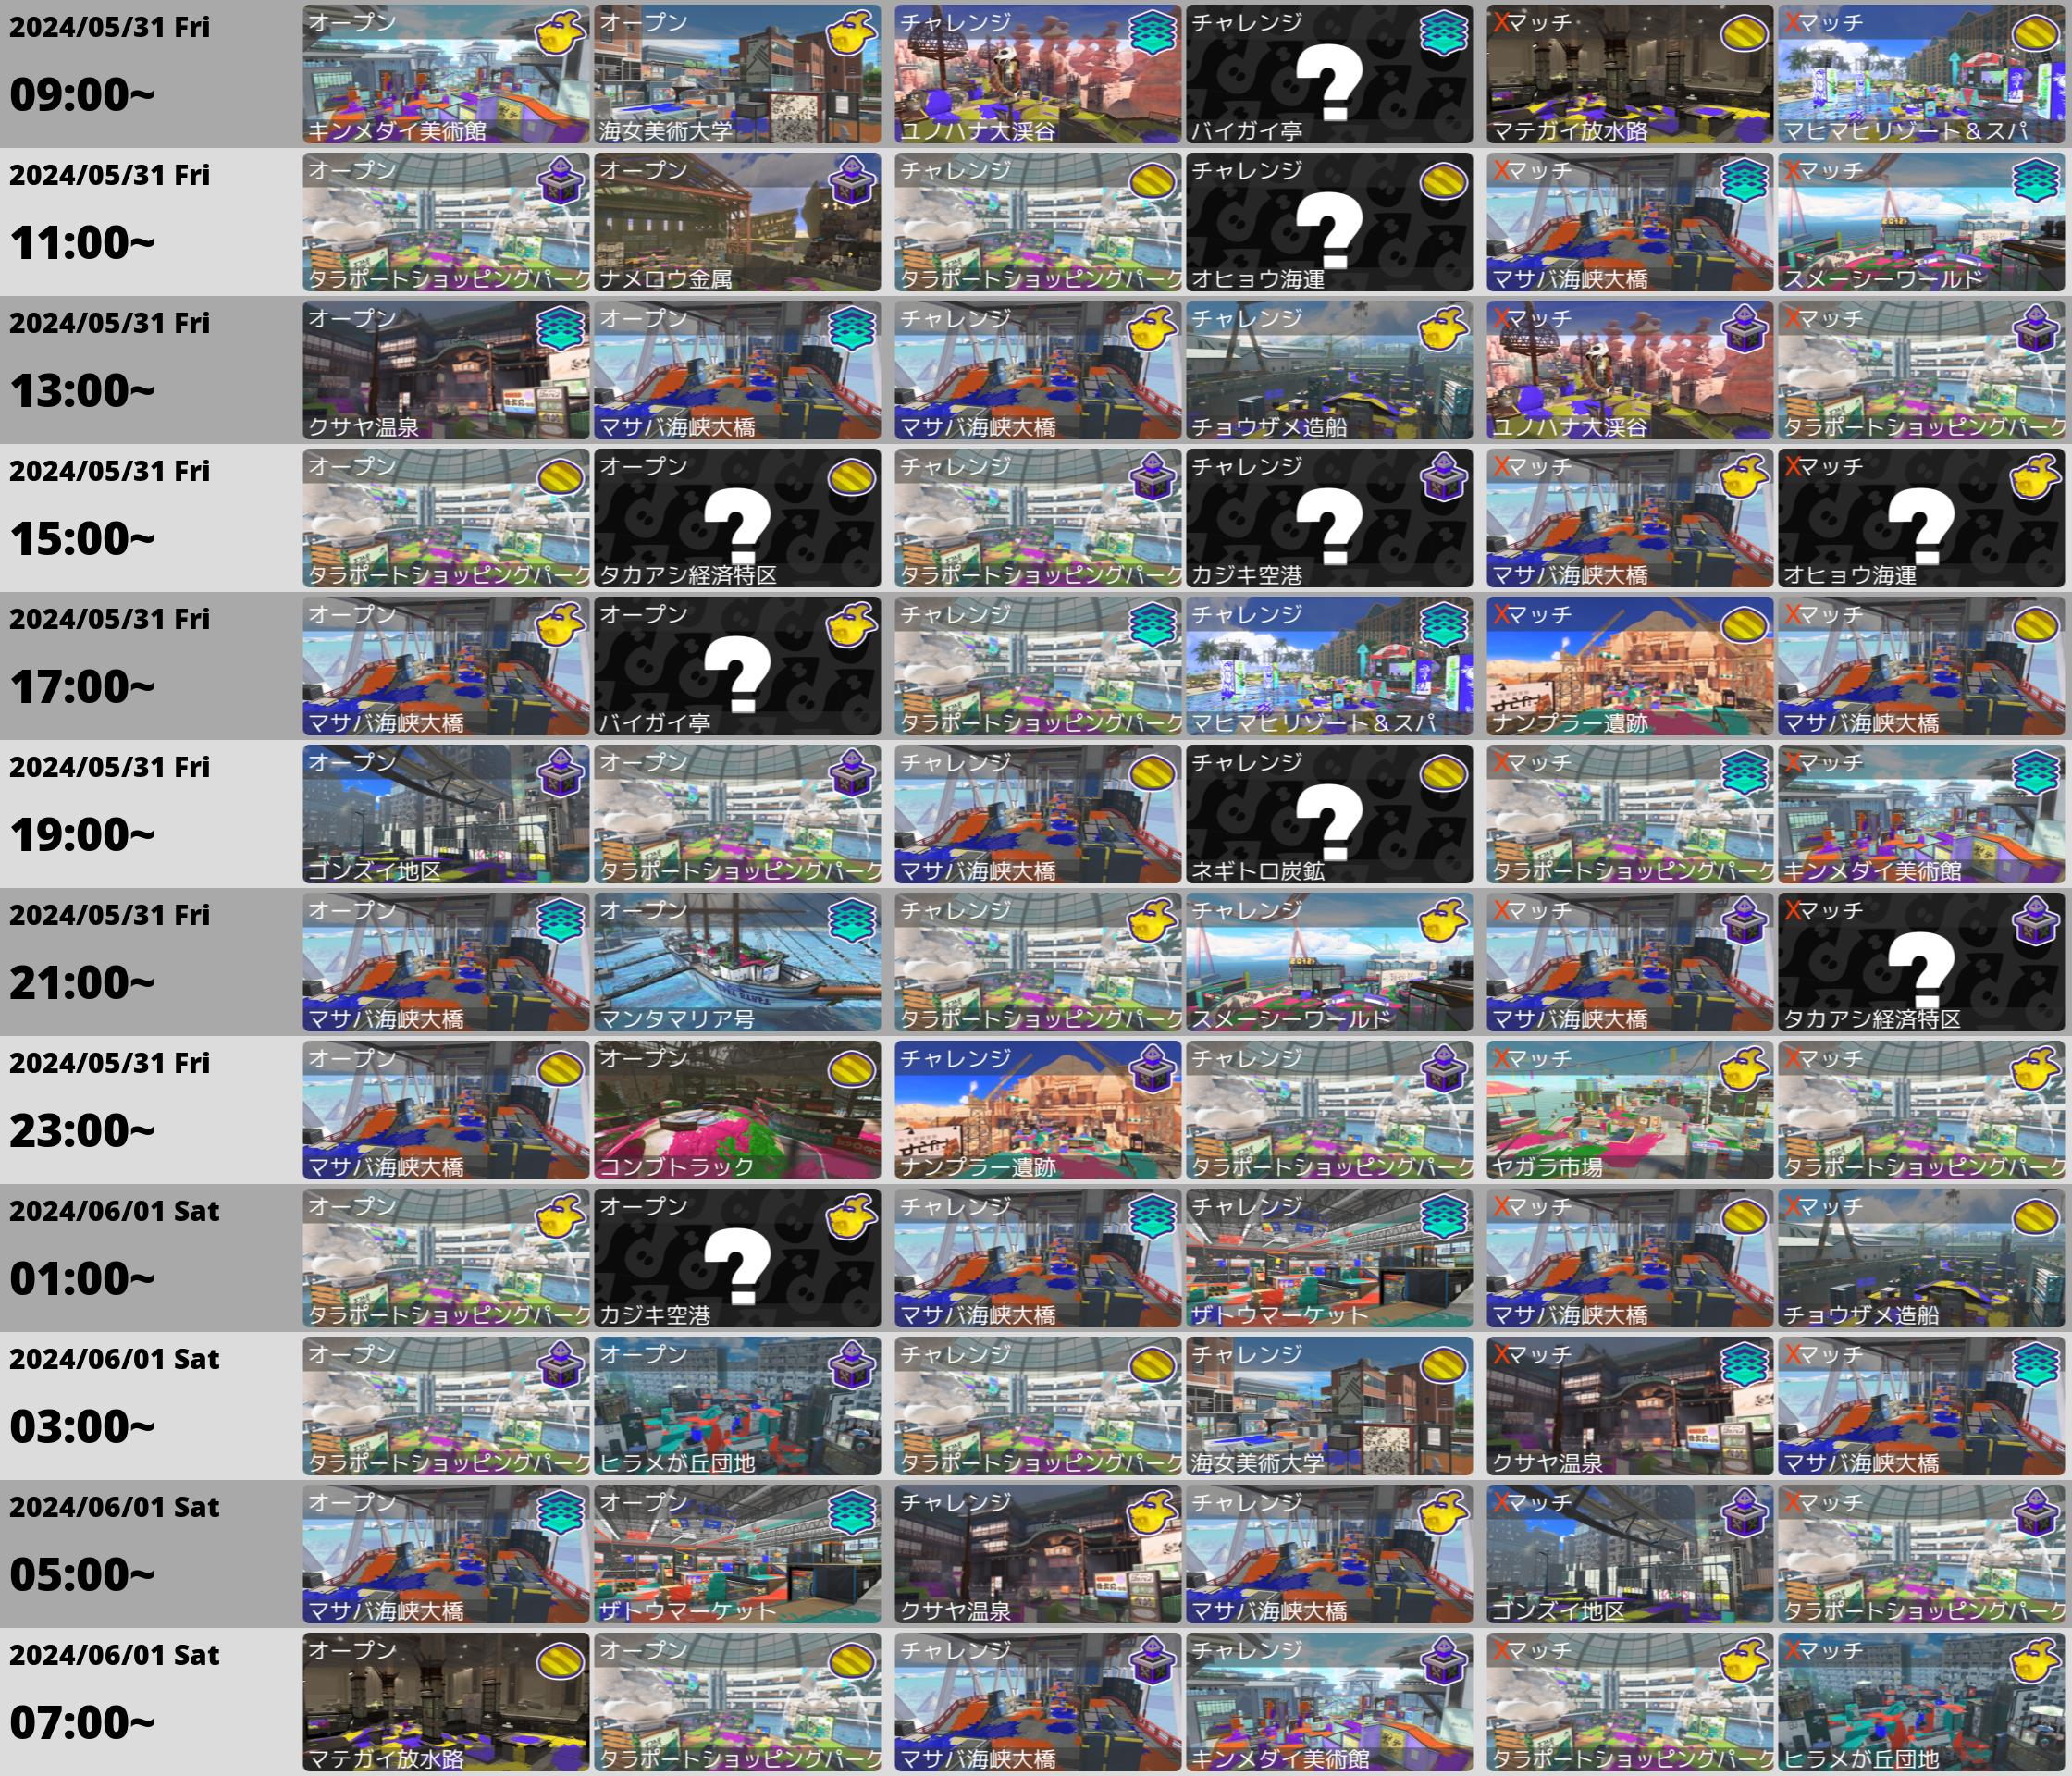 2024/05/31 Fri
09:00~
オープン オープン チャレンジ チャレンジ Xマッチ Xマッチ
キンメダイ美術館 海女美術大学 ユノハナ大渓谷 バイガイ亭 マテガイ放水路 マヒマヒリゾート&スパ
2024/05/31 Fri
11:00~
オープン オープン チャレンジ チャレンジ Xマッチ Xマッチ
タラポートショッピングパーク ナメロウ金属 タラポートショッピングパーク オヒョウ海運 マサバ海峡大橋 スメーシーワールド
2024/05/31 Fri
13:00~
オープン オープン チャレンジ チャレンジ Xマッチ Xマッチ
クサヤ温泉 マサバ海峡大橋 マサバ海峡大橋 チョウザメ造船 ユノハナ大渓谷 タラポートショッピングパーク
2024/05/31 Fri
15:00~
オープン オープン チャレンジ チャレンジ Xマッチ Xマッチ
タラポートショッピングパーク タカアシ経済特区 タラポートショッピングパーク カジキ空港 マサバ海峡大橋 オヒョウ海運
2024/05/31 Fri
17:00~
オープン オープン チャレンジ チャレンジ Xマッチ Xマッチ
マサバ海峡大橋 バイガイ亭 タラポートショッピングパーク マヒマヒリゾート&スパ ナンプラー遺跡 マサバ海峡大橋
2024/05/31 Fri
19:00~
オープン オープン チャレンジ チャレンジ Xマッチ Xマッチ
ゴンズイ地区 タラポートショッピングパーク マサバ海峡大橋 ネギトロ炭鉱 タラポートショッピングパーク キンメダイ美術館
2024/05/31 Fri
21:00~
オープン オープン チャレンジ チャレンジ Xマッチ Xマッチ
マサバ海峡大橋 マンタマリア号 タラポートショッピングパーク スメーシーワールド マサバ海峡大橋 タカアシ経済特区
2024/05/31 Fri
23:00~
オープン オープン チャレンジ チャレンジ Xマッチ Xマッチ
マサバ海峡大橋 コンブトラック ナンプラー遺跡 タラポートショッピングパーク ヤガラ市場 タラポートショッピングパーク
2024/06/01 Sat
01:00~
オープン オープン チャレンジ チャレンジ Xマッチ Xマッチ
タラポートショッピングパーク カジキ空港 マサバ海峡大橋 ザトウマーケット マサバ海峡大橋 チョウザメ造船
2024/06/01 Sat
03:00~
オープン オープン チャレンジ チャレンジ Xマッチ Xマッチ
タラポートショッピングパーク ヒラメが丘団地 タラポートショッピングパーク 海女美術大学 クサヤ温泉 マサバ海峡大橋
2024/06/01 Sat
05:00~
オープン オープン チャレンジ チャレンジ Xマッチ Xマッチ
マサバ海峡大橋 ザトウマーケット クサヤ温泉 マサバ海峡大橋 ゴンズイ地区 タラポートショッピングパーク
2024/06/01 Sat
07:00~
オープン オープン チャレンジ チャレンジ Xマッチ Xマッチ
マテガイ放水路 タラポートショッピングパーク マサバ海峡大橋 キンメダイ美術館 タラポートショッピングパーク ヒラメが丘団地